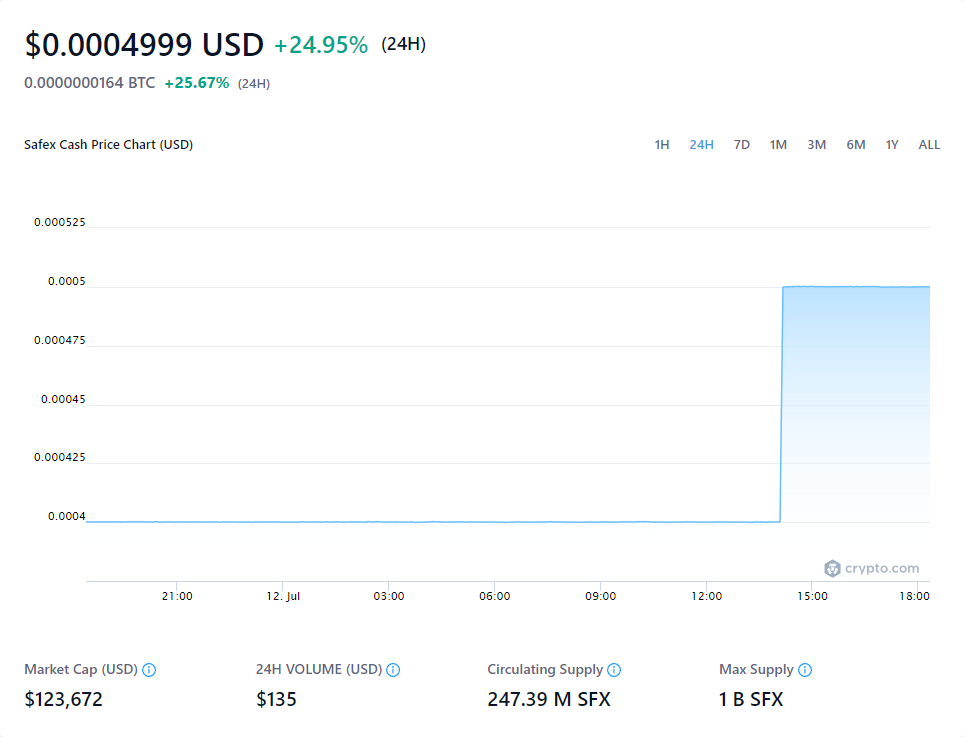 $0.0004999 USD +24.95% (24H)
0.0000000164 BTC +25.67% (24H)
Safex Cash Price Chart (USD) 1H 24H 7D 1M 3M 6M 1Y ALL
0.000525
0.0005
0.000475
0.00045
0.000425
0.0004
crypto.com
21:00 12. Jul 03:00 06:00 09:00 12:00 15:00 18:00
Market Cap (USD) 24H VOLUME (USD) Circulating Supply Max Supply
$123,672 $135 247.39 M SFX 1 B SFX